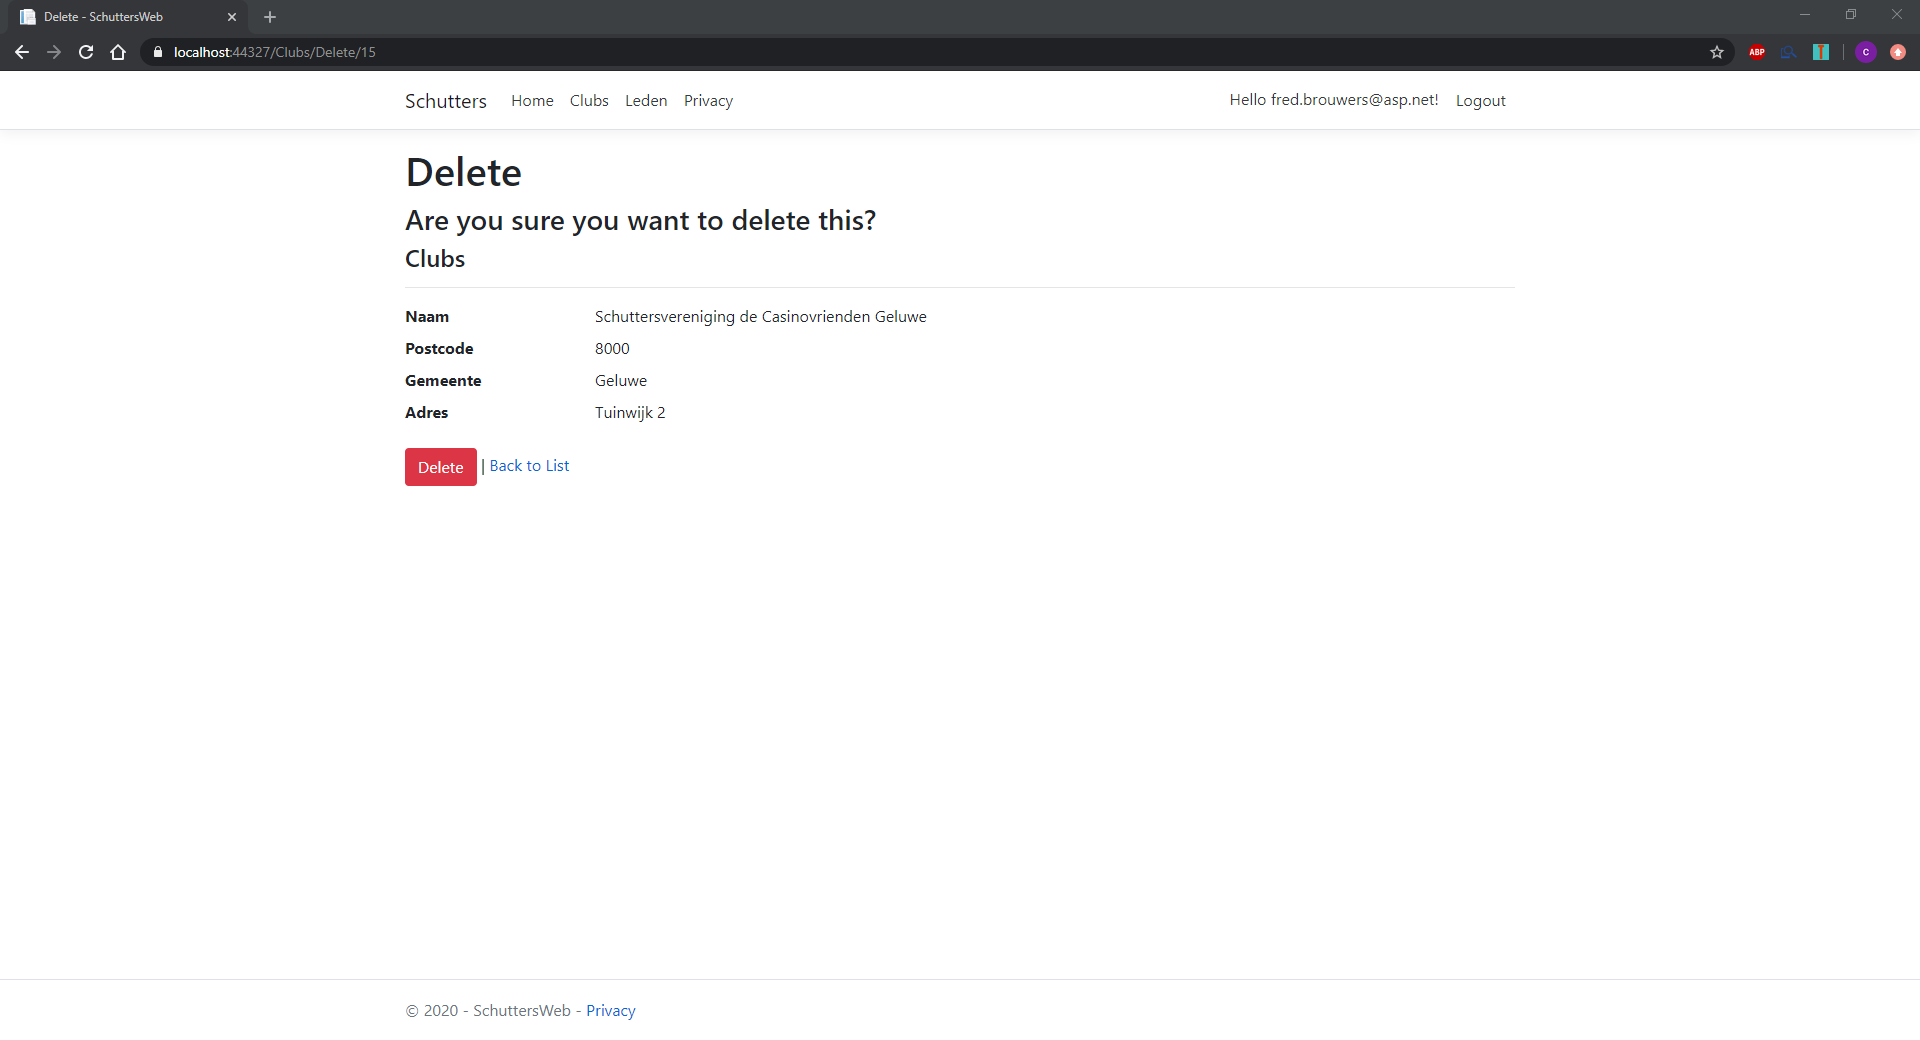 Delete - SchuttersWeb
localhost:44327/Clubs/Delete/15
ABP
C
Schutters Home Clubs Leden Privacy Hello fred.brouwers@asp.net! Logout
Delete
Are you sure you want to delete this?
Clubs
Naam Schuttersvereniging de Casinovrienden Geluwe
Postcode 8000
Gemeente Geluwe
Adres Tuinwijk 2
Delete | Back to List
© 2020 - SchuttersWeb - Privacy